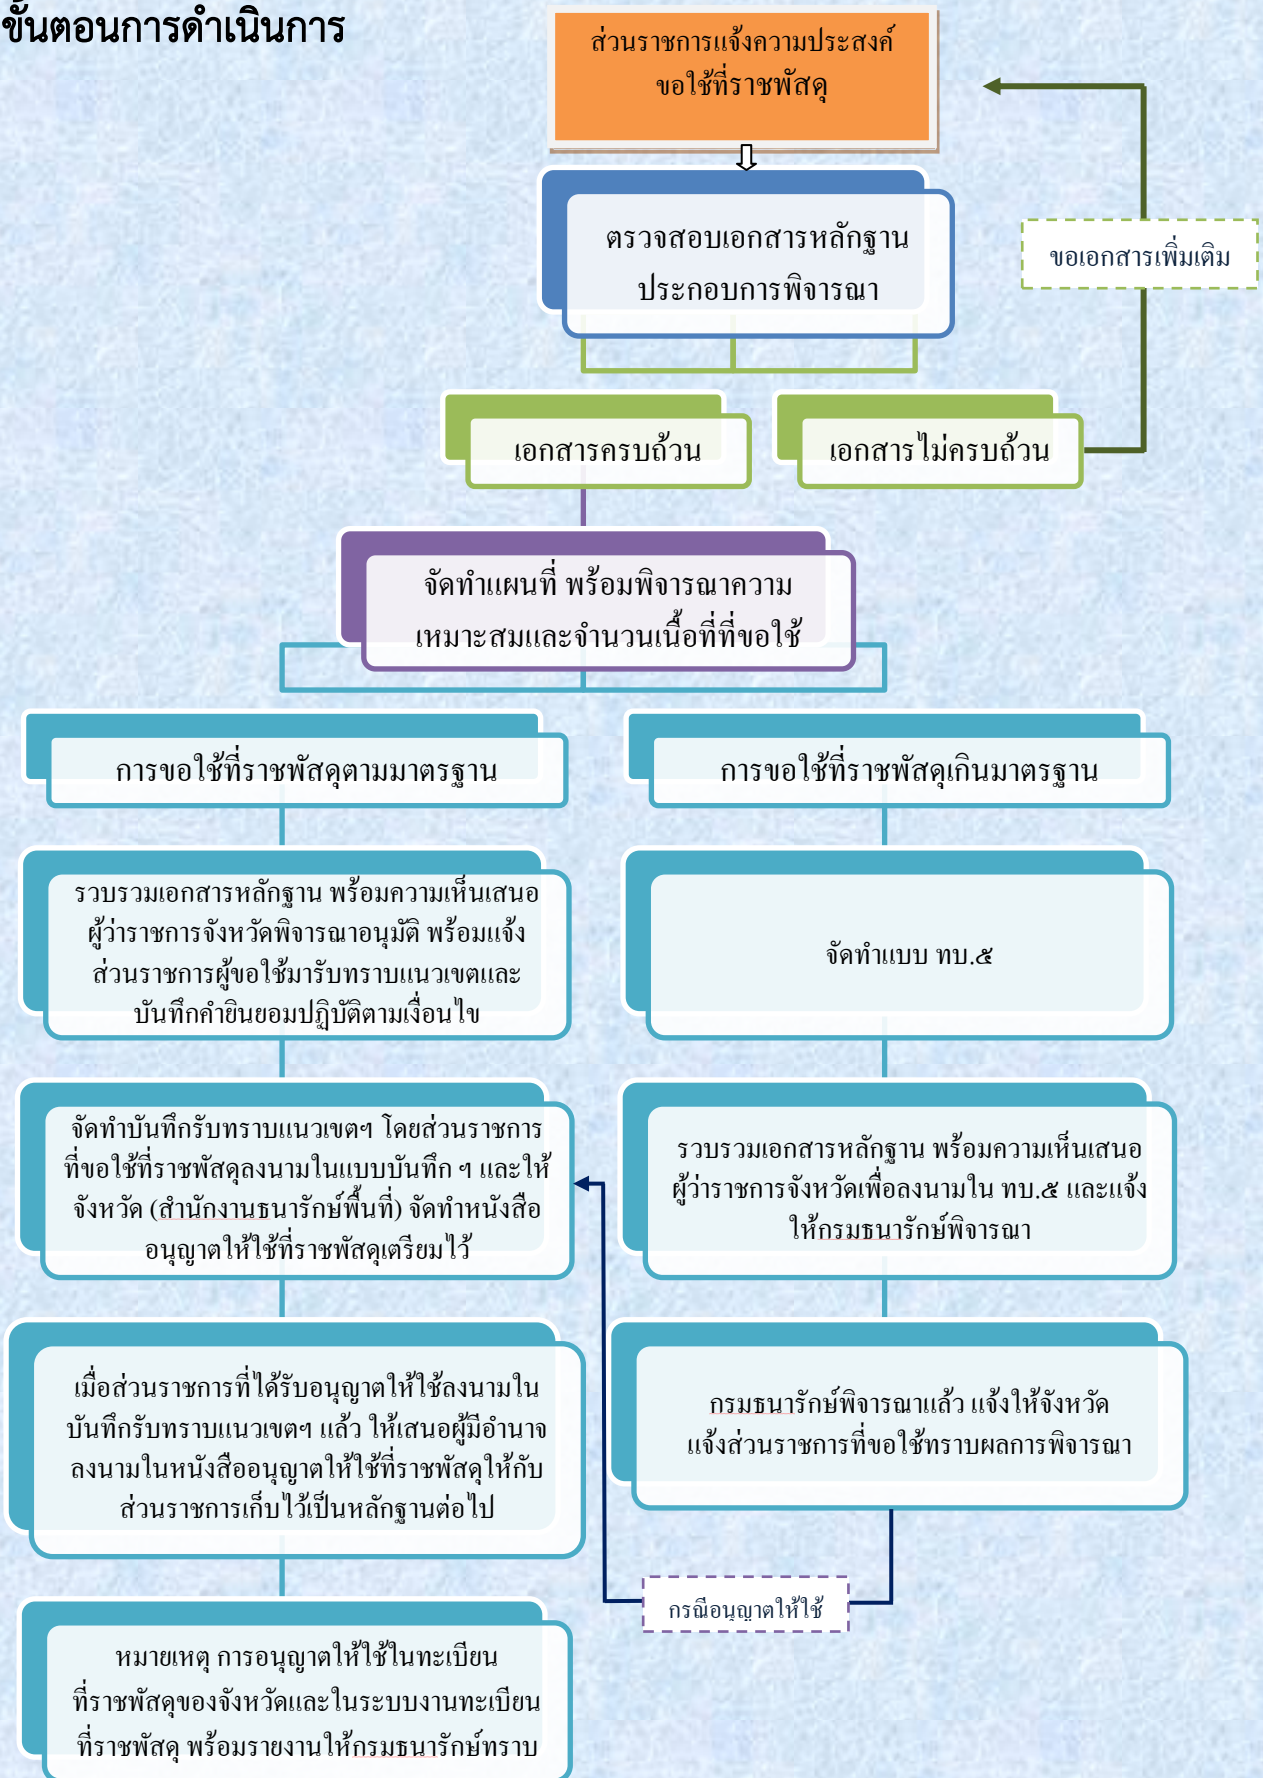 ขั้นตอนการดำเนินการ
ส่วนราชการแจ้งความประสงค์
ขอใช้ที่ราชพัสดุ
ตรวจสอบเอกสารหลักฐาน
ประกอบการพิจารณา
ขอเอกสารเพิ่มเติม
เอกสารครบถ้วน
เอกสารไม่ครบถ้วน
จัดทำแผนที่ พร้อมพิจารณาความ
เหมาะสมและจำนวนเนื้อที่ที่ขอใช้
การขอใช้ที่ราชพัสดุตามมาตรฐาน
การขอใช้ที่ราชพัสดุเกินมาตรฐาน
รวบรวมเอกสารหลักฐาน พร้อมความเห็นเสนอ
ผู้ว่าราชการจังหวัดพิจารณาอนุมัติ พร้อมแจ้ง
ส่วนราชการผู้ขอใช้มารับทราบแนวเขตและ
บันทึกคำยินยอมปฏิบัติตามเงื่อนไข
จัดทำแบบ ทบ.๕
จัดทำบันทึกรับทราบแนวเขตฯ โดยส่วนราชการ
ที่ขอใช้ที่ราชพัสดุลงนามในแบบบันทึก ฯ และให้
จังหวัด (สำนักงานธนารักษ์พื้นที่) จัดทำหนังสือ
อนุญาตให้ใช้ที่ราชพัสดุเตรียมไว้
รวบรวมเอกสารหลักฐาน พร้อมความเห็นเสนอ
ผู้ว่าราชการจังหวัดเพื่อลงนามใน ทบ.๕ และแจ้ง
ให้กรมธนารักษ์พิจารณา
เมื่อส่วนราชการที่ได้รับอนุญาตให้ใช้ลงนามใน
บันทึกรับทราบแนวเขตฯ แล้ว ให้เสนอผู้มีอำนาจ
ลงนามในหนังสืออนุญาตให้ใช้ที่ราชพัสดุให้กับ
ส่วนราชการเก็บไว้เป็นหลักฐานต่อไป
กรมธนารักษ์พิจารณาแล้ว แจ้งให้จังหวัด
แจ้งส่วนราชการที่ขอใช้ทราบผลการพิจารณา
กรณีอนุญาตให้ใช้
หมายเหตุ การอนุญาตให้ใช้ในทะเบียน
ที่ราชพัสดุของจังหวัดและในระบบงานทะเบียน
ที่ราชพัสดุ พร้อมรายงานให้กรมธนารักษ์ทราบ